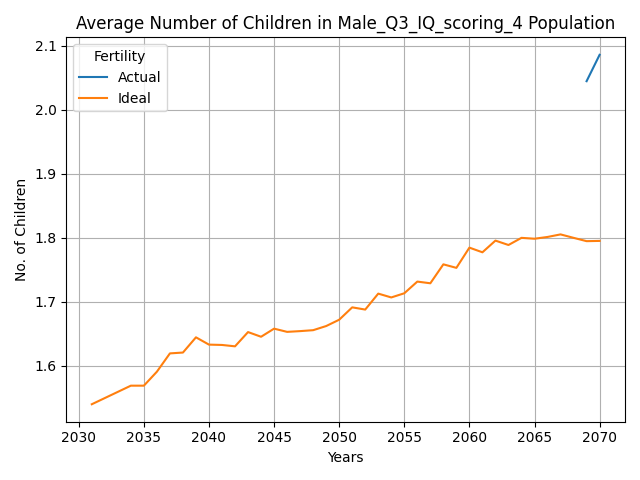 Average Number of Children in Male_Q3_IQ_scoring_4 Population
Fertility
Actual
Ideal
No. of Children
2.1
2.0
1.9
1.8
1.7
1.6
2030 2035 2040 2045 2050 2055 2060 2065 2070
Years